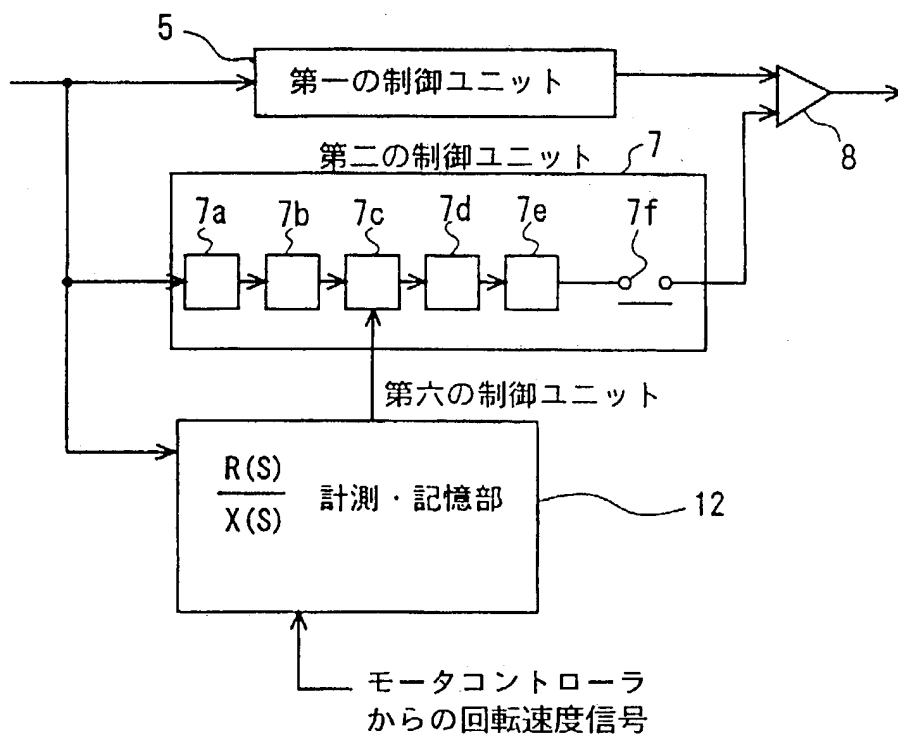 5
第一の制御ユニット
8
第二の制御ユニット
7
7a
7b
7c
7d
7e
7f
第六の制御ユニット
R(S)
X(S)
計測・記憶部
12
モータコントローラ
からの回転速度信号